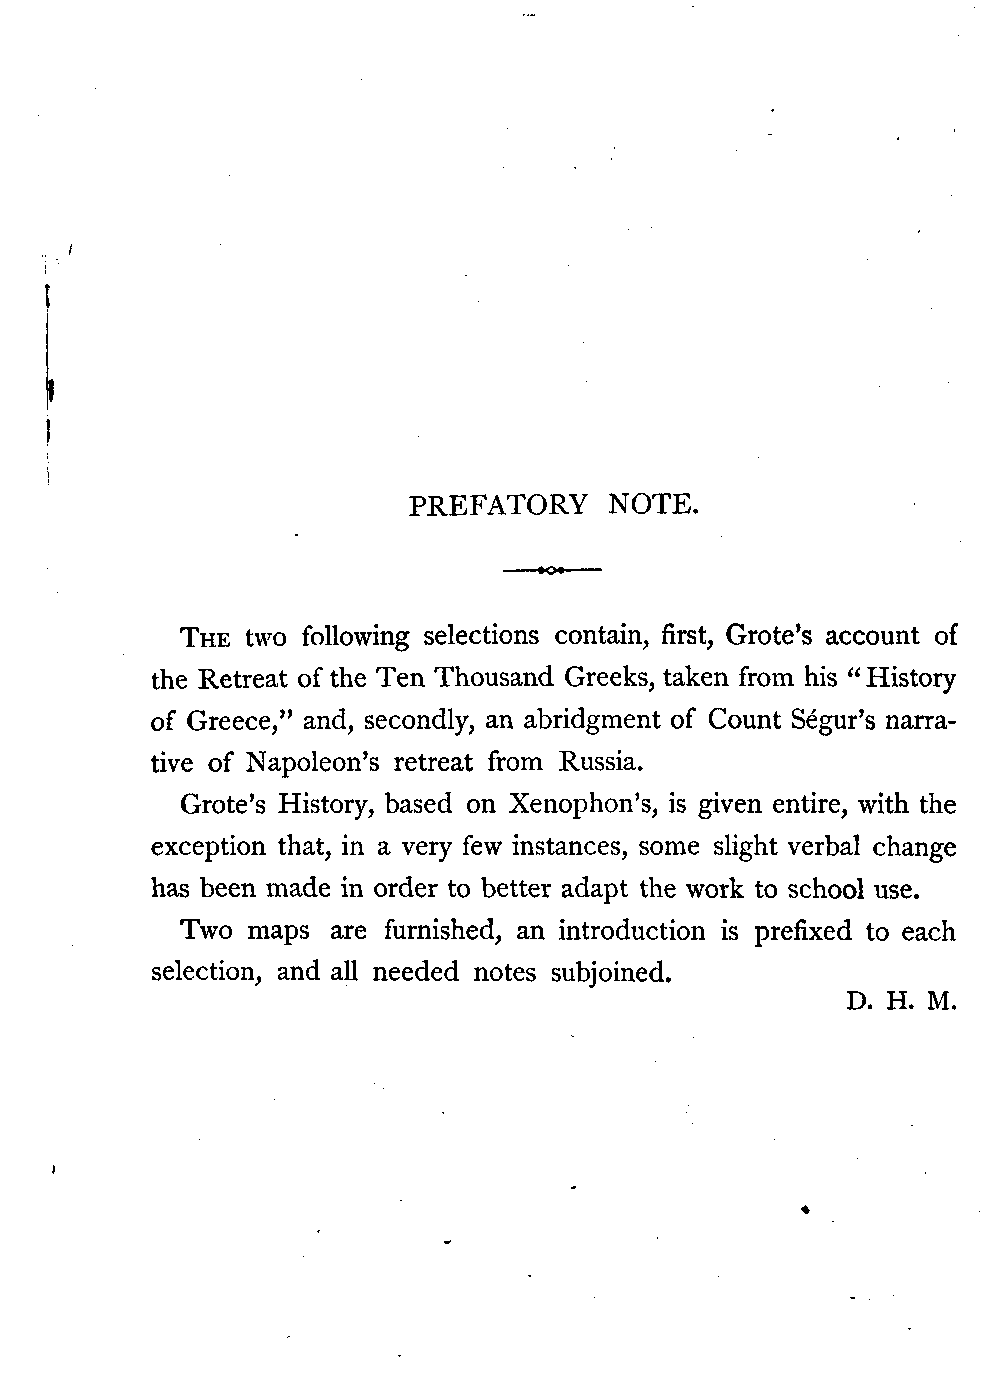 PREFATORY NOTE.
THE two following selections contain, first, Grote's account of
the Retreat of the Ten Thousand Greeks, taken from his "History
of Greece," and, secondly, an abridgment of Count Ségur's narra-
tive of Napoleon's retreat from Russia.
Grote's History, based on Xenophon's, is given entire, with the
exception that, in a very few instances, some slight verbal change
has been made in order to better adapt the work to school use.
Two maps are furnished, an introduction is prefixed to each
selection, and all needed notes subjoined.
D. H. M.